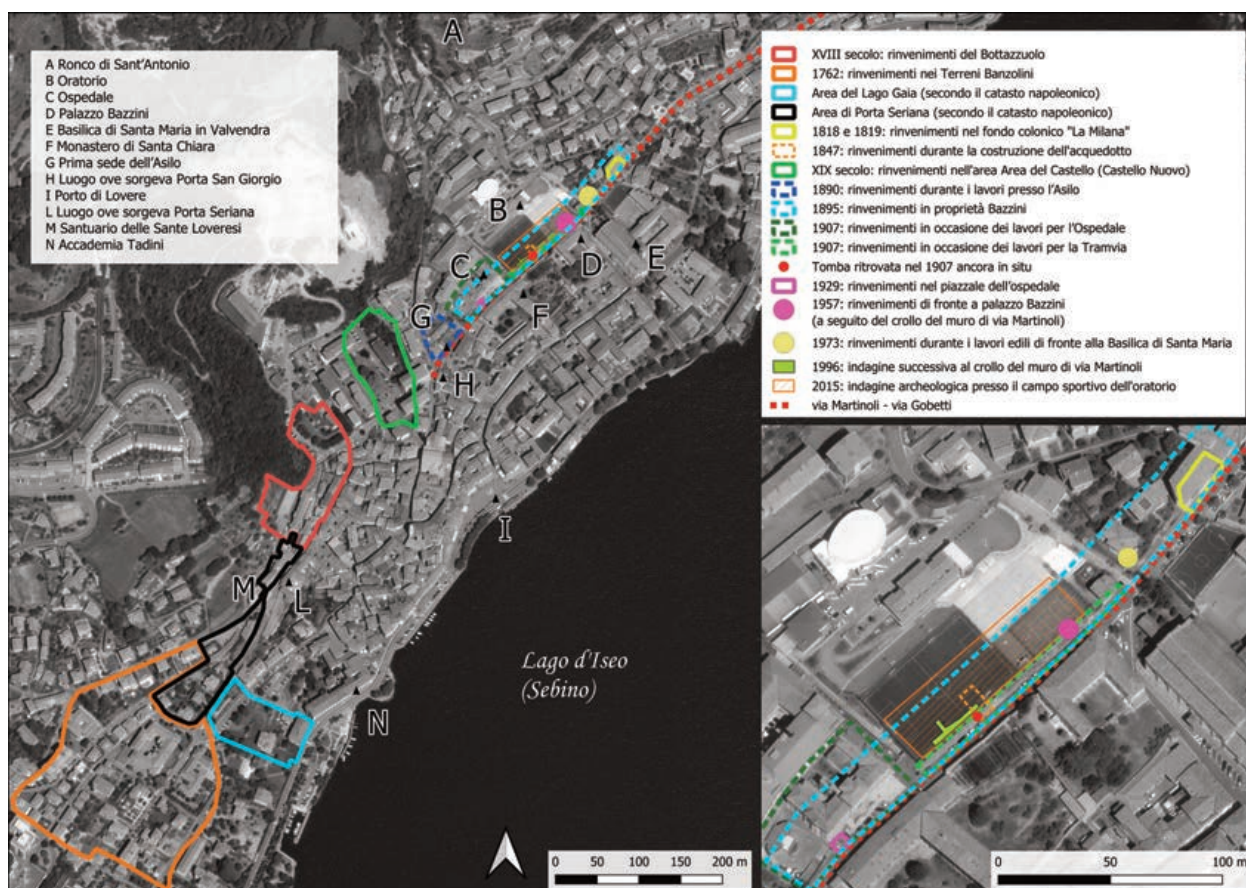 A Ronco di Sant'Antonio
B Oratorio
C Ospedale
D Palazzo Bazzini
E Basilica di Santa Maria in Valvendra
F Monastero di Santa Chiara
G Prima sede dell'Asilo
H Luogo ove sorgeva Porta San Giorgio
I Porto di Lovere
L Luogo ove sorgeva Porta Seriana
M Santuario delle Sante Loveresi
N Accademia Tadini
XVIII secolo: rinvenimenti del Bottazzuolo
1762: rinvenimenti nei Terreni Banzolini
Area del Lago Gaia (secondo il catasto napoleonico)
Area di Porta Seriana (secondo il catasto napoleonico)
1818 e 1819: rinvenimenti nel fondo colonico "La Milana"
1847: rinvenimenti durante la costruzione dell'acquedotto
XIX secolo: rinvenimenti nell'area Area del Castello (Castello Nuovo)
1890: rinvenimenti durante i lavori presso l'Asilo
1895: rinvenimenti in proprietà Bazzini
1907: rinvenimenti in occasione dei lavori per l'Ospedale
1907: rinvenimenti in occasione dei lavori per la Tramvia
Tomba ritrovata nel 1907 ancora in situ
1929: rinvenimenti nel piazzale dell'ospedale
1957: rinvenimenti di fronte a palazzo Bazzini
(a seguito del crollo del muro di via Martinoli)
1973: rinvenimenti durante i lavori edili di fronte alla Basilica di Santa Maria
1996: indagine successiva al crollo del muro di via Martinoli
2015: indagine archeologica presso il campo sportivo dell'oratorio
via Martinoli - via Gobetti
A
B
C
D
E
F
G
H
I
L
M
N
Lago d'Iseo
(Sebino)
0 50 100 150 200 m
0 50 100 m